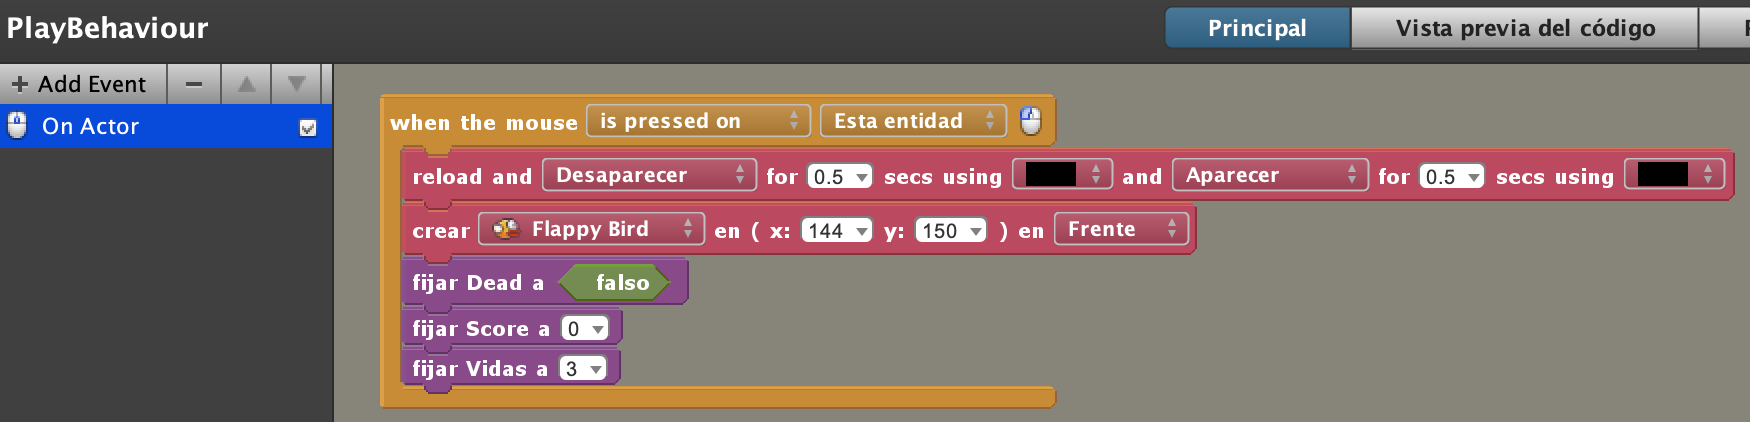 PlayBehaviour
Principal
Vista previa del código
+ Add Event
On Actor
when the mouse is pressed on Esta entidad
reload and Desaparecer for 0.5 secs using and Aparecer for 0.5 secs using
crear Flappy Bird en ( x: 144 y: 150 ) en Frente
fijar Dead a falso
fijar Score a 0
fijar Vidas a 3